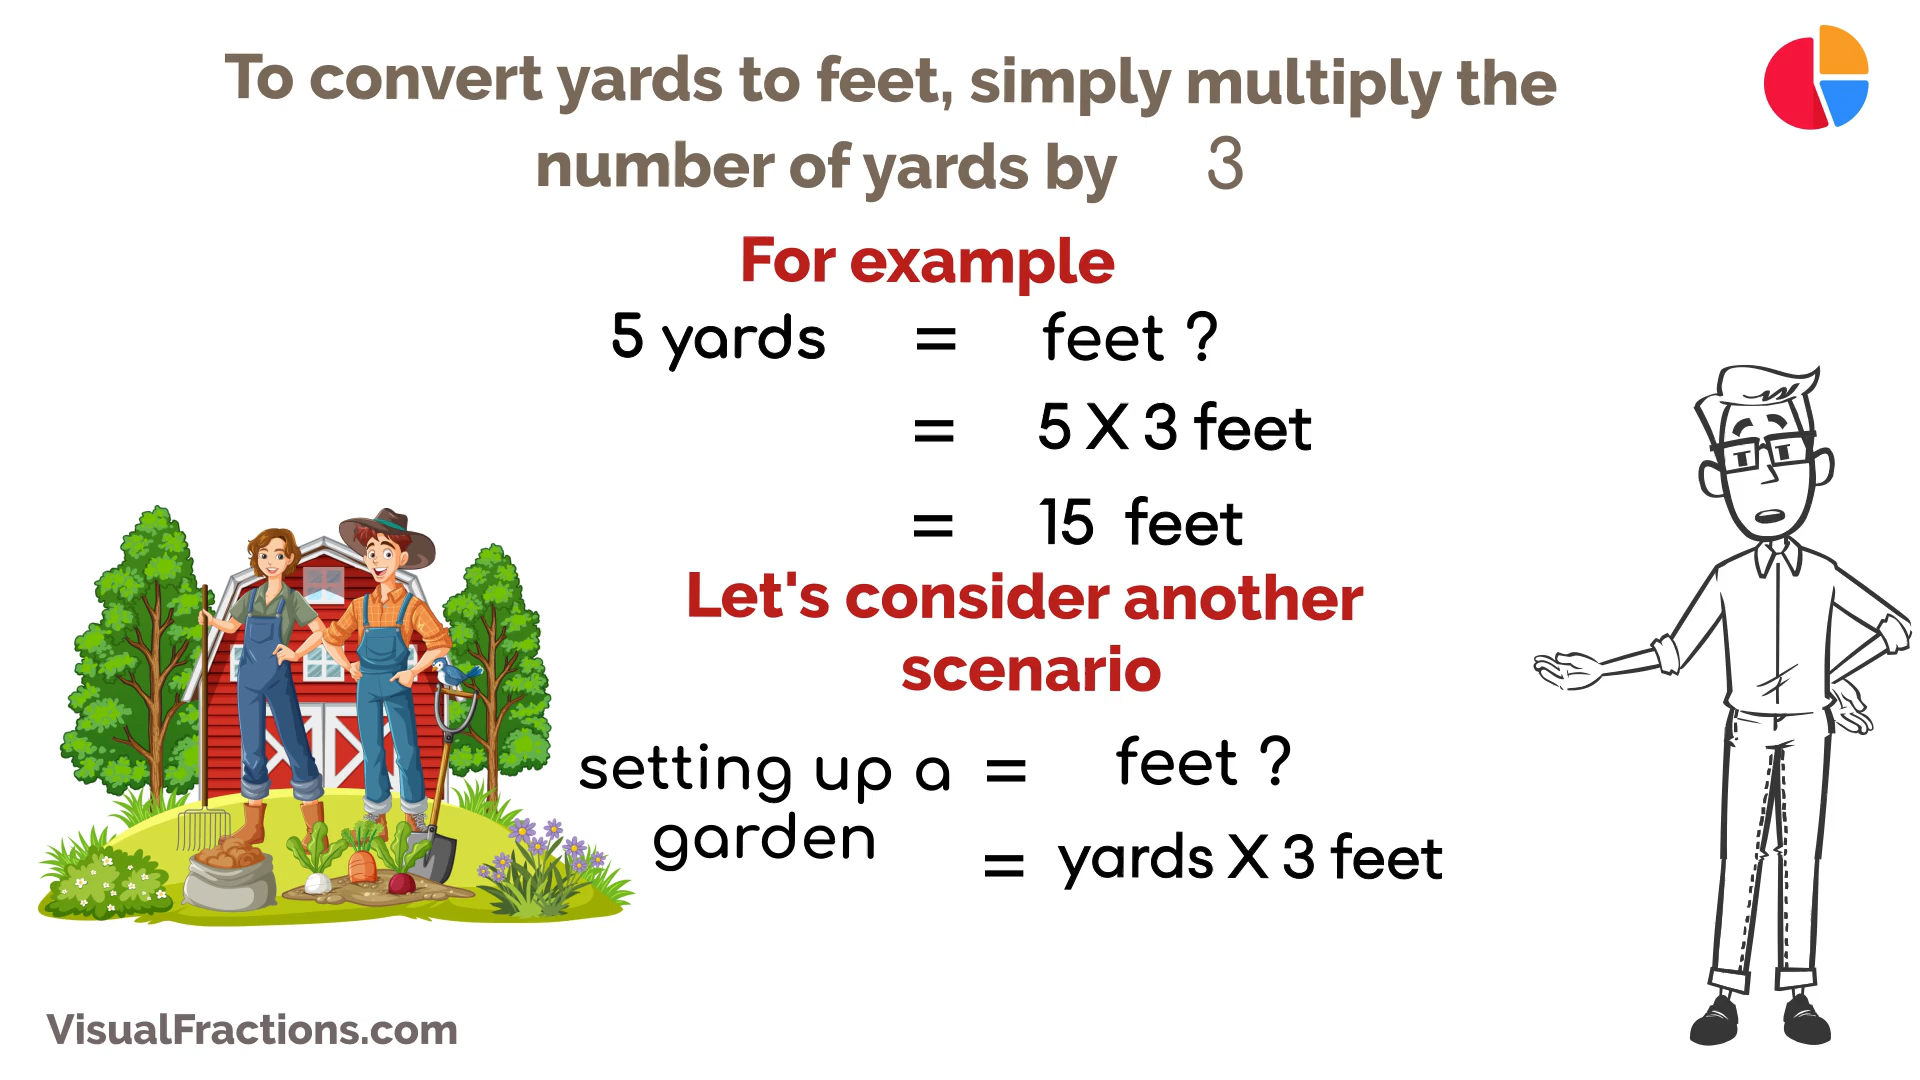 To convert yards to feet, simply multiply the
number of yards by 3
For example
5 yards = feet ?
= 5 X 3 feet
= 15 feet
Let's consider another
scenario
setting up a = feet ?
garden
= yards X 3 feet
VisualFractions.com